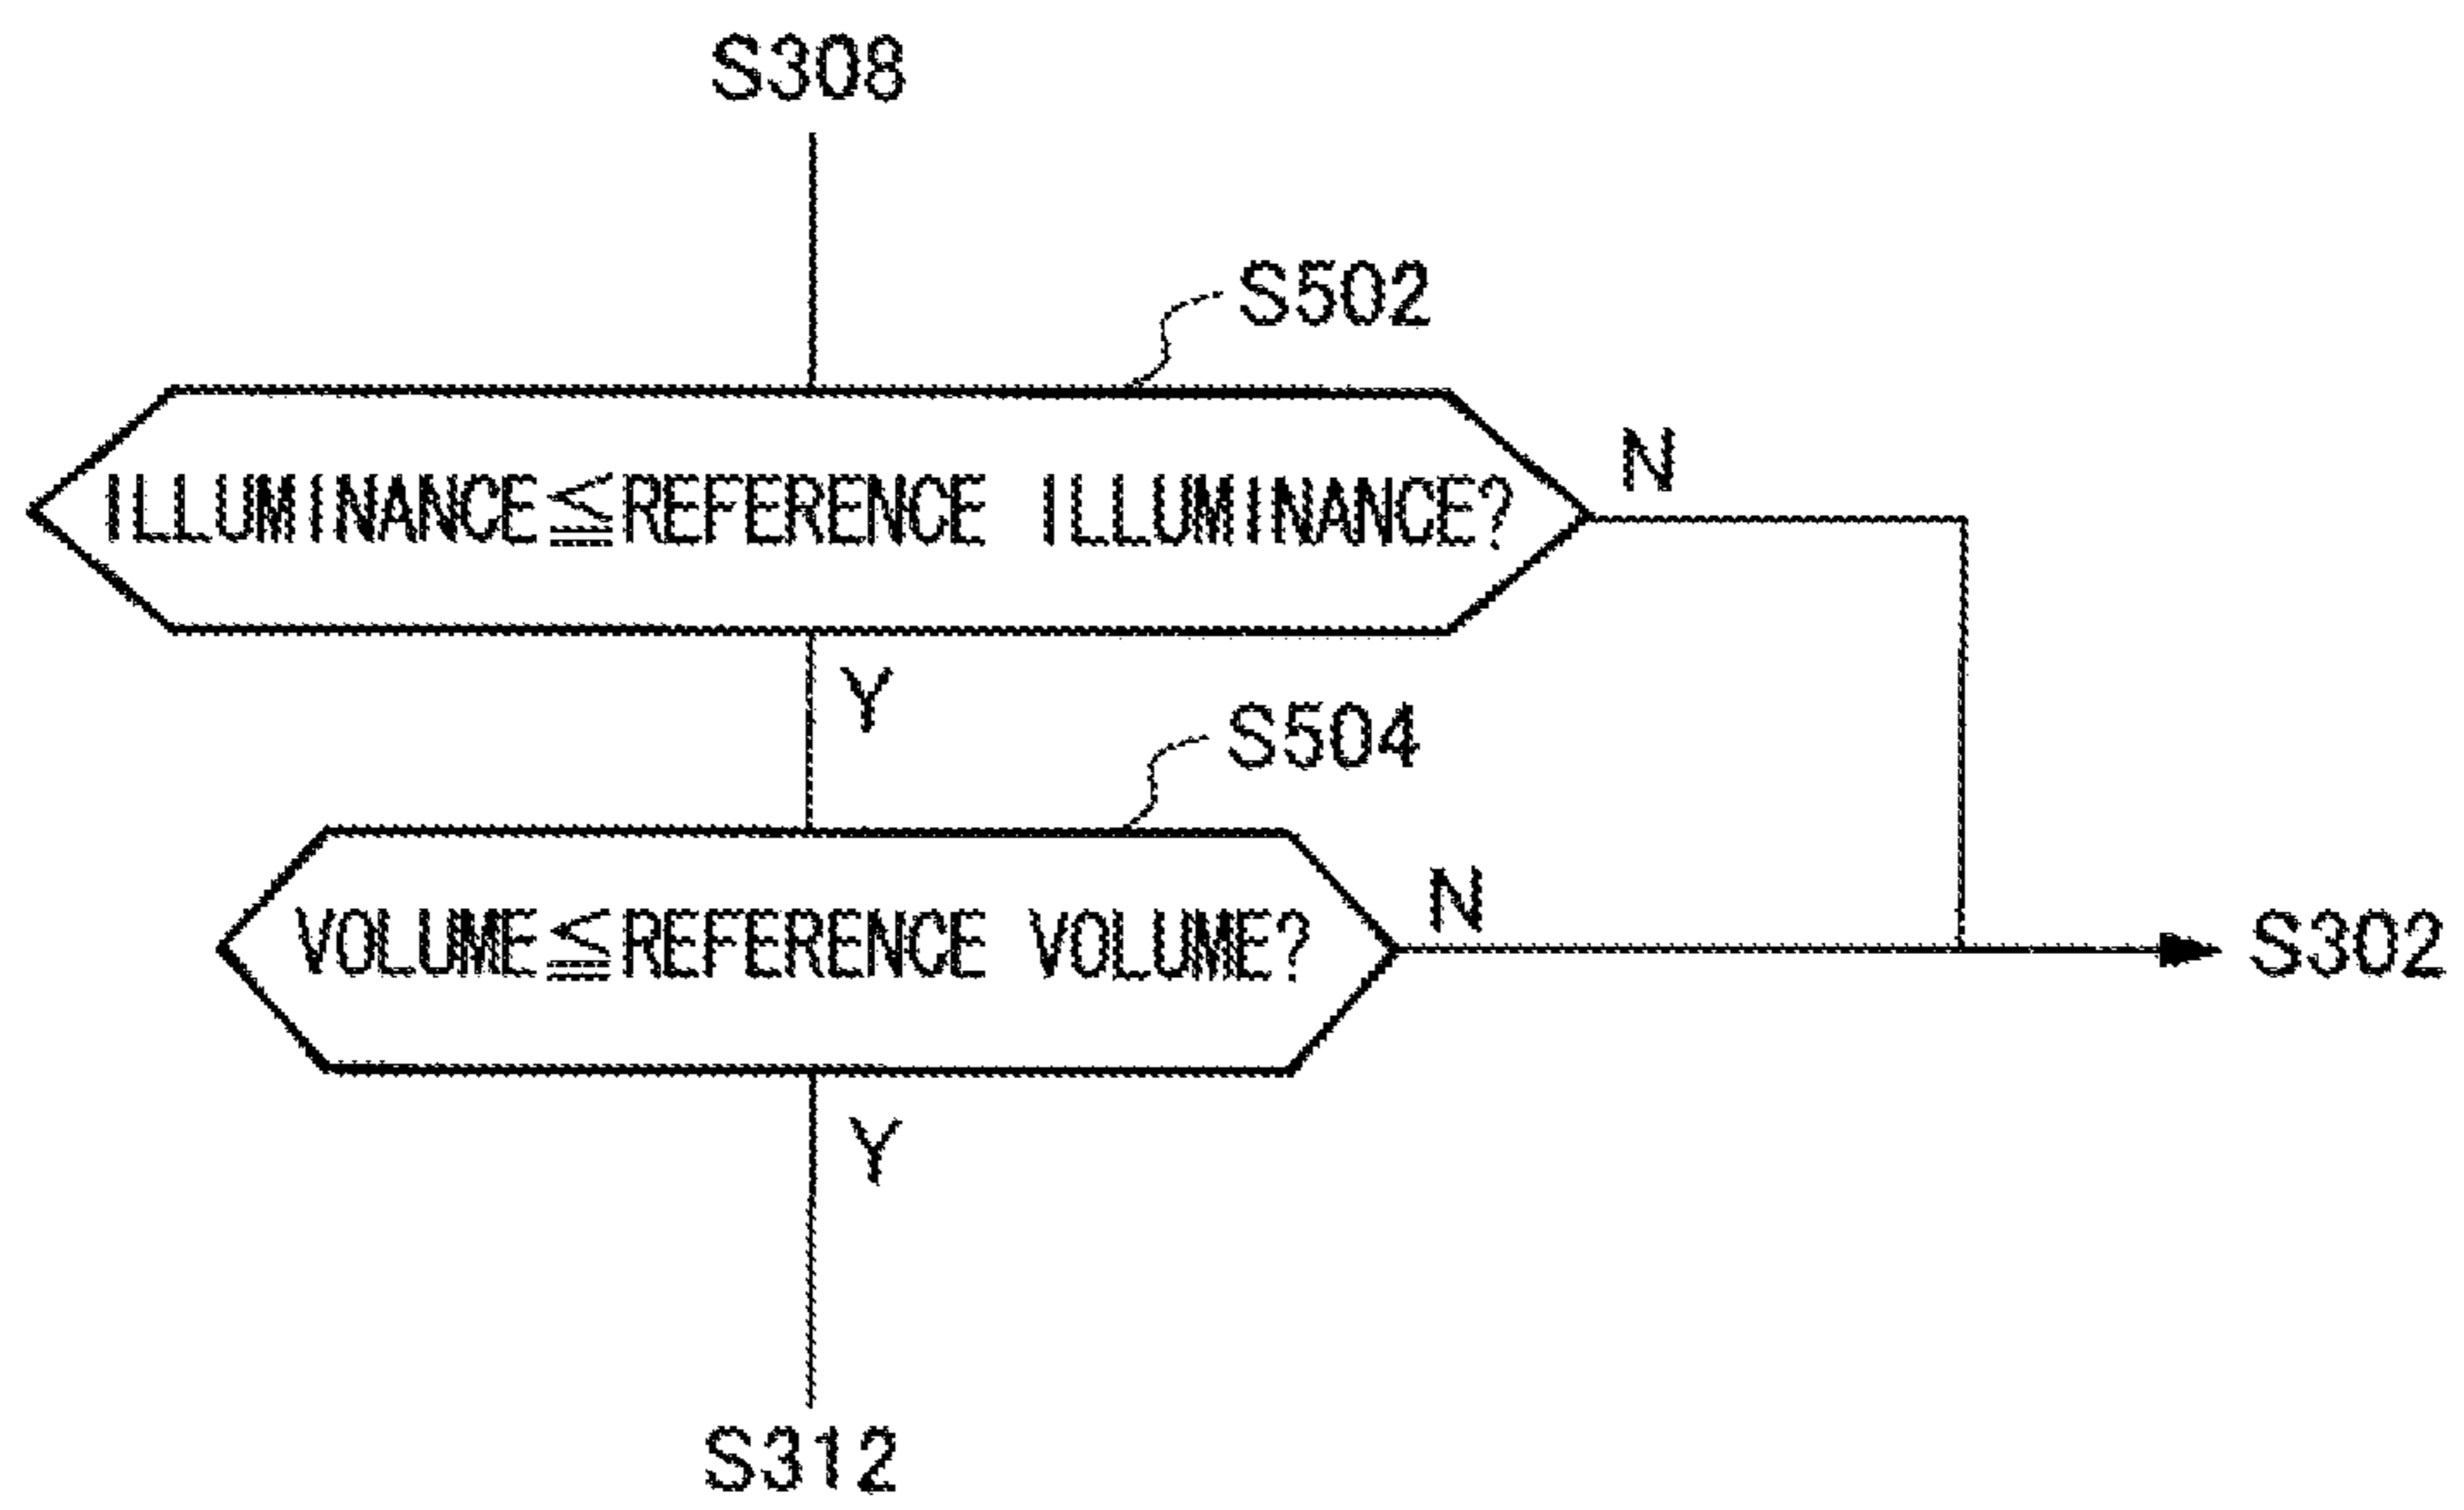 S308
S502
ILLUMINANCE≦REFERENCE ILLUMINANCE?
N
Y
S504
VOLUME≦REFERENCE VOLUME?
N
S302
Y
S312